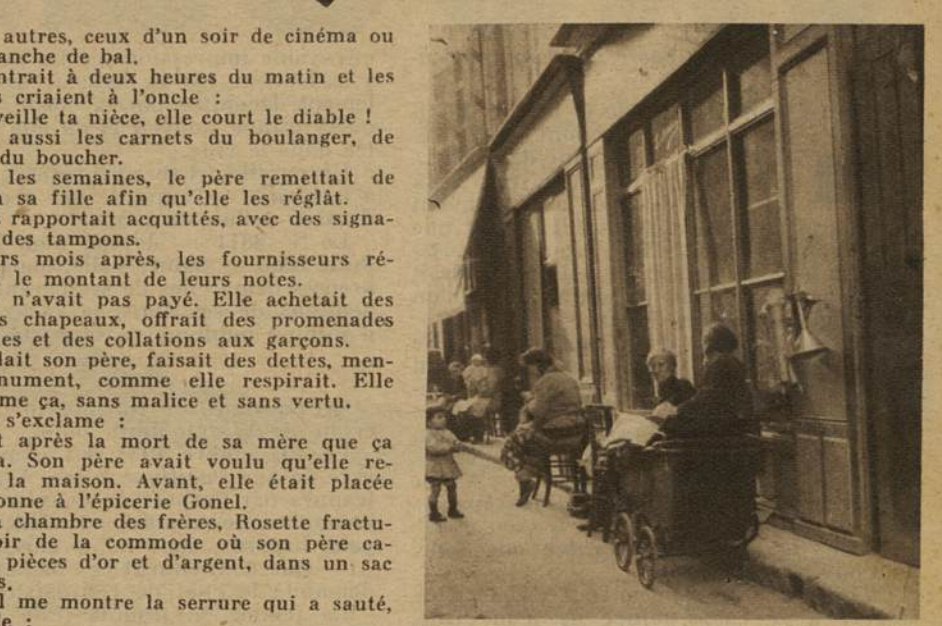 autres, ceux d'un soir de cinéma ou
anche de bal.
ntrait à deux heures du matin et les
s criaient à l'oncle :
veille ta nièce, elle court le diable !
aussi les carnets du boulanger, de
du boucher.
les semaines, le père remettait de
à sa fille afin qu'elle les réglât.
rapportait acquittés, avec des signa-
des tampons.
rs mois après, les fournisseurs ré-
le montant de leurs notes.
n'avait pas payé. Elle achetait des
s chapeaux, offrait des promenades
es et des collations aux garçons.
lait son père, faisait des dettes, men-
nument, comme elle respirait. Elle
me ça, sans malice et sans vertu.
s'exclame :
t après la mort de sa mère que ça
a. Son père avait voulu qu'elle re-
la maison. Avant, elle était placée
onne à l'épicerie Gonel.
a chambre des frères, Rosette fractu-
oir de la commode où son père ca-
pièces d'or et d'argent, dans un sac
s.
l me montre la serrure qui a sauté,
e :